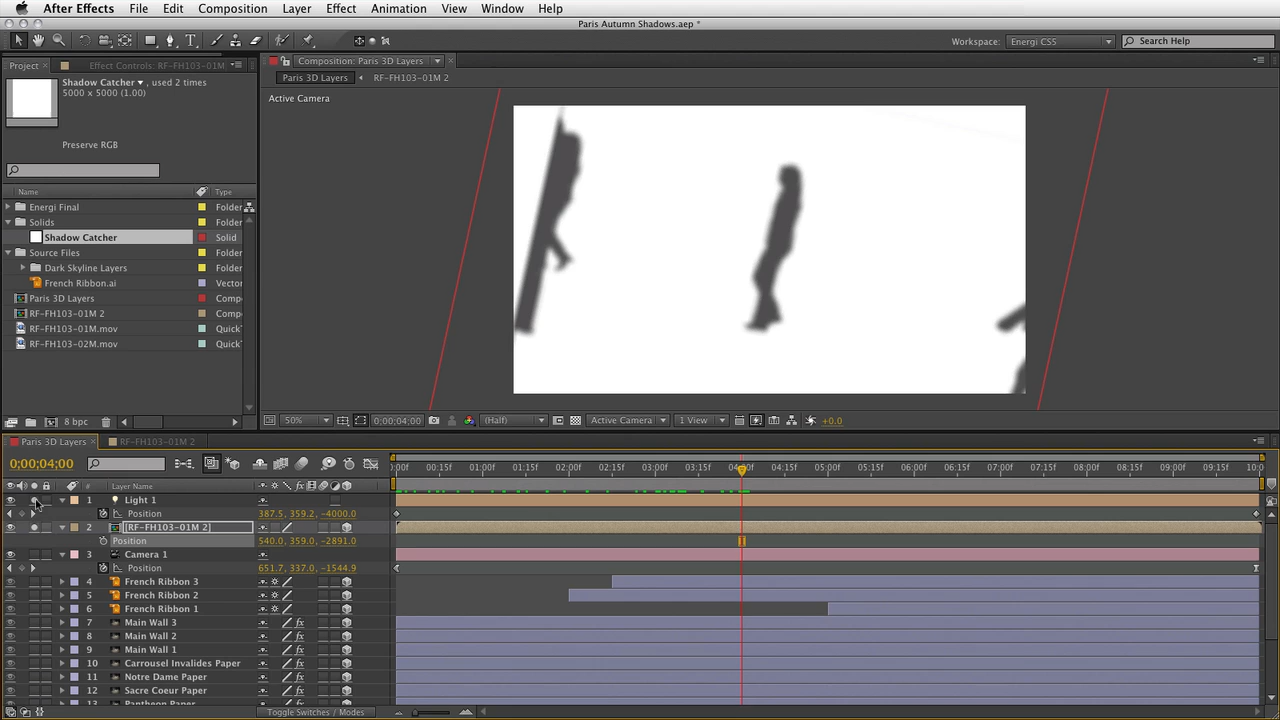 After Effects File Edit Composition Layer Effect Animation View Window Help
Paris Autumn Shadows.aep *
Workspace: Energi CSS Search Help
Project Effect Controls: RF-FH103-01M Composition: Paris 3D Layers
Shadow Catcher, used 2 times
5000 x 5000 (1.00)
Paris 3D Layers RF-FH103-01M 2
Active Camera
Preserve RGB
Name Type
Energi Final Folder
Solids Folder
Shadow Catcher Solid
Source Files Folder
Dark Skyline Layers Folder
French Ribbon.ai Vector
Paris 3D Layers Compo
RF-FH103-01M 2 Compo
RF-FH103-01M.mov Quick
RF-FH103-02M.mov Quick
8 bpc 50% 0;00;04;00 (Half) Active Camera 1 View +0.0
Paris 3D Layers RF-FH103-01M 2
0;00;04;00
:00f 00:15f 01:00f 01:15f 02:00f 02:15f 03:00f 03:15f 04:00f 04:15f 05:00f 05:15f 06:00f 06:15f 07:00f 07:15f 08:00f 08:15f 09:00f 09:15f 10:0
# Layer Name
1 Light 1
Position 387.5, 359.2, -4000.0
2 [RF-FH103-01M 2]
Position 540.0, 359.0, -2891.0
3 Camera 1
Position 651.7, 337.0, -1544.9
4 French Ribbon 3
5 French Ribbon 2
6 French Ribbon 1
7 Main Wall 3
8 Main Wall 2
9 Main Wall 1
10 Carrousel Invalides Paper
11 Notre Dame Paper
12 Sacre Coeur Paper
13 Pantheon Paper
Toggle Switches / Modes